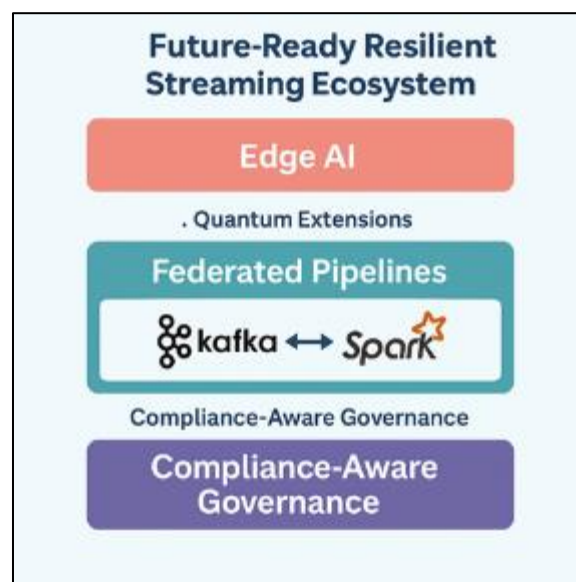 Future-Ready Resilient
Streaming Ecosystem
Edge AI
. Quantum Extensions
Federated Pipelines
kafka Spark
Compliance-Aware Governance
Compliance-Aware
Governance